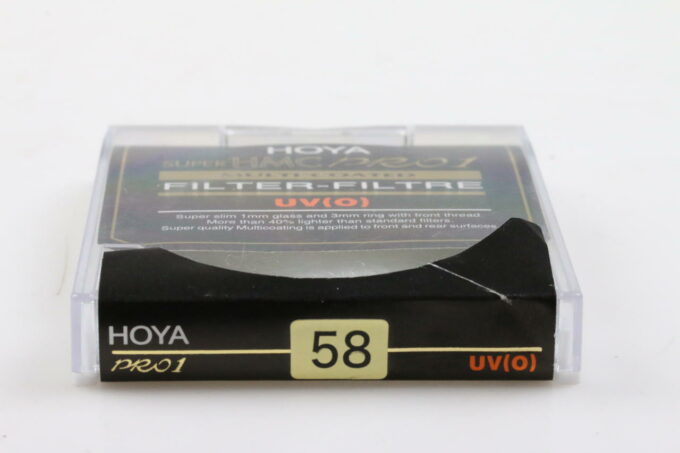 HOYA
SUPER HMC PRO1
MULTI-COATED
FILTER-FILTRE
UV(O)
Super slim 1mm glass and 3mm ring with front thread.
More than 40% lighter than standard filters.
Super quality Multicoating is applied to front and rear surfaces.
HOYA
58
PRO1
UV(O)